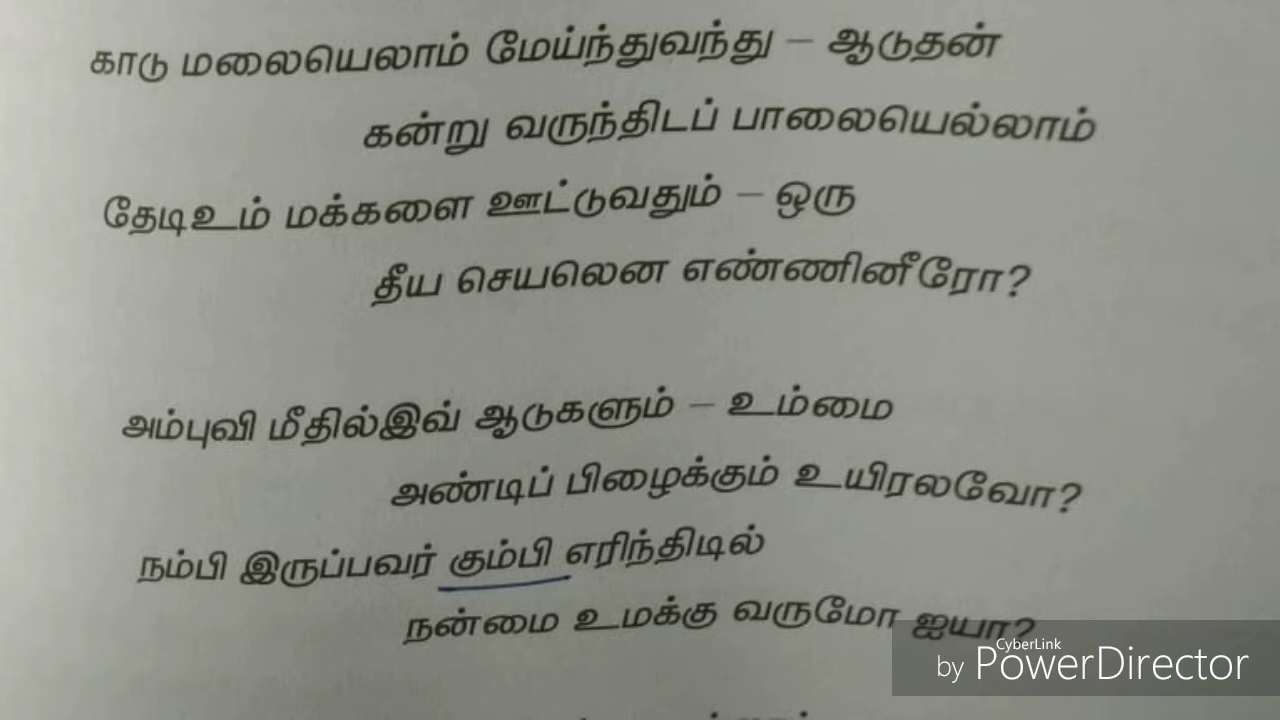 காடு மலையெலாம் மேய்ந்துவந்து – ஆடுதன்
கன்று வருந்திடப் பாலையெல்லாம்
தேடிஉம் மக்களை ஊட்டுவதும் – ஒரு
தீய செயலென எண்ணினீரோ?
அம்புவி மீதில்இவ் ஆடுகளும் – உம்மை
அண்டிப் பிழைக்கும் உயிரலவோ?
நம்பி இருப்பவர் கும்பி எரிந்திடில்
நன்மை உமக்கு வருமோ ஐயா?
CyberLink
by PowerDirector